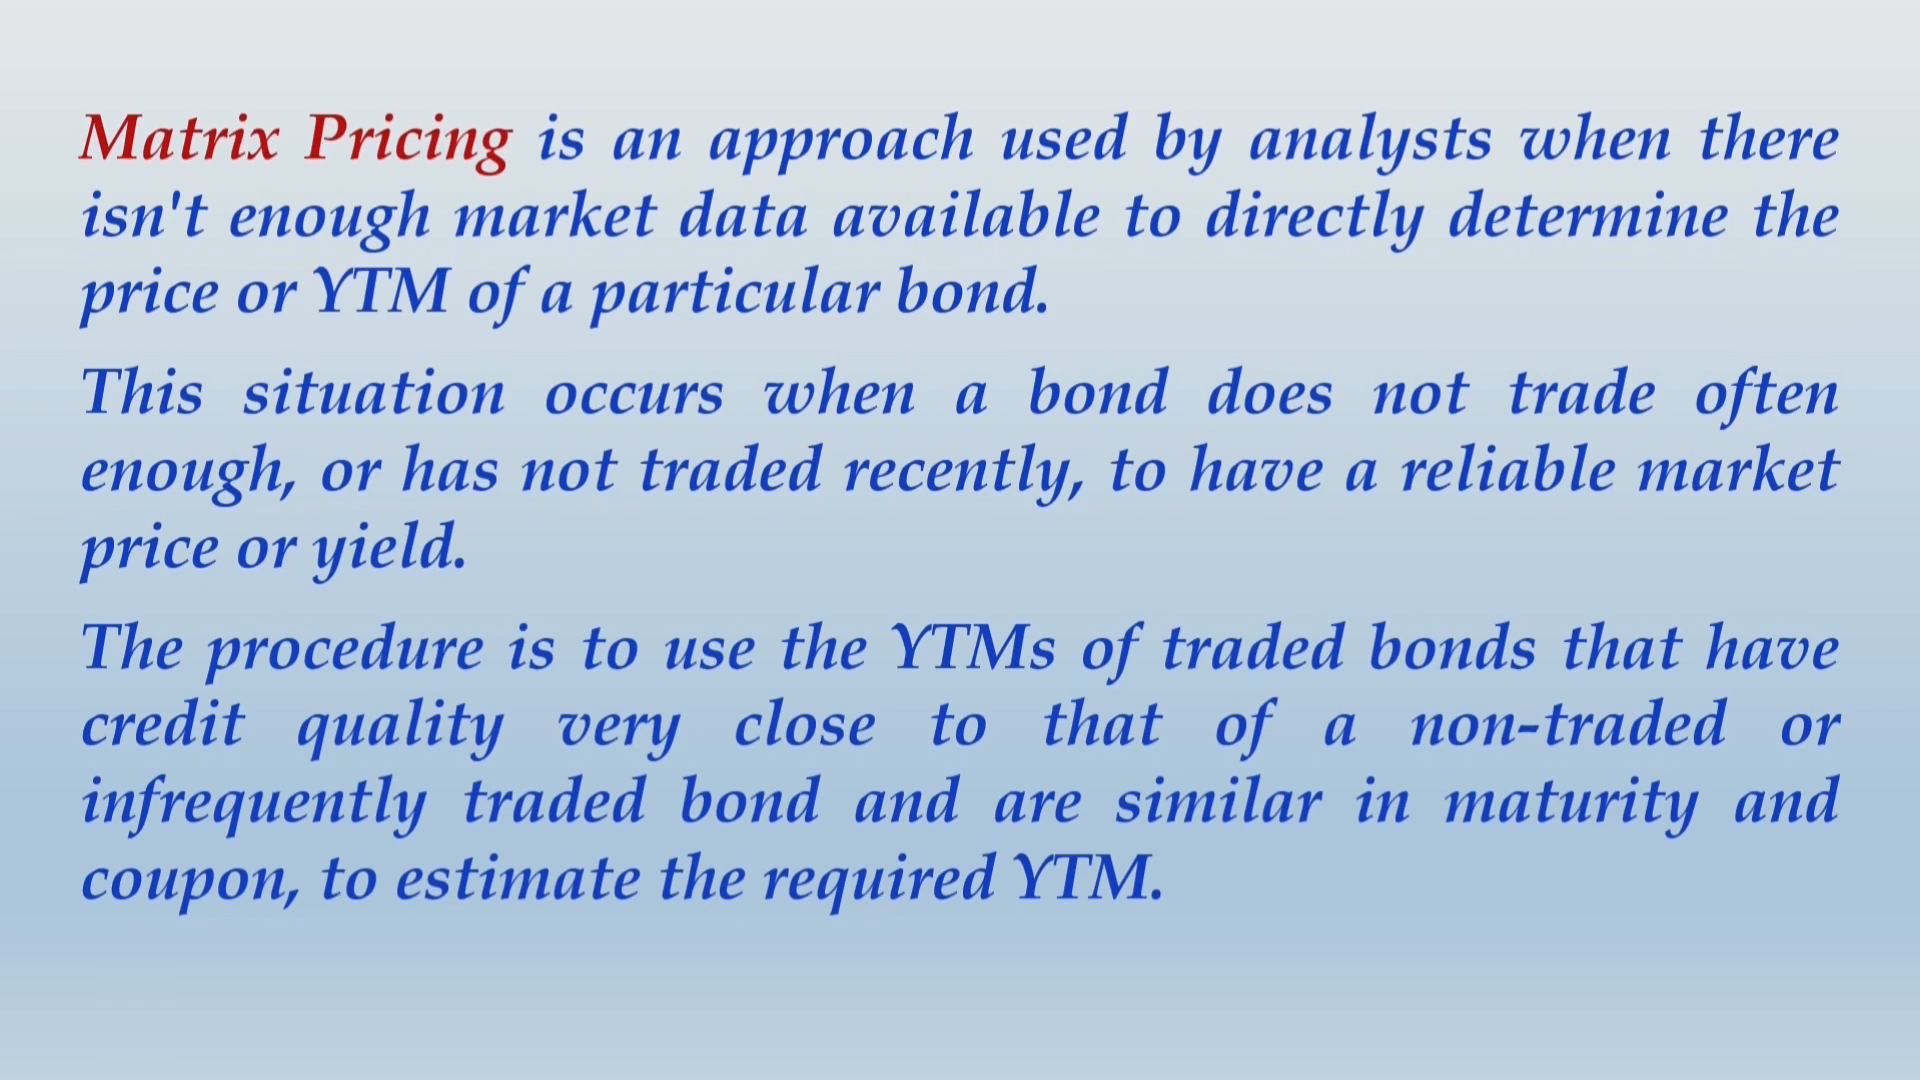 Matrix Pricing is an approach used by analysts when there
isn't enough market data available to directly determine the
price or YTM of a particular bond.
This situation occurs when a bond does not trade often
enough, or has not traded recently, to have a reliable market
price or yield.
The procedure is to use the YTMs of traded bonds that have
credit quality very close to that of a non-traded or
infrequently traded bond and are similar in maturity and
coupon, to estimate the required YTM.